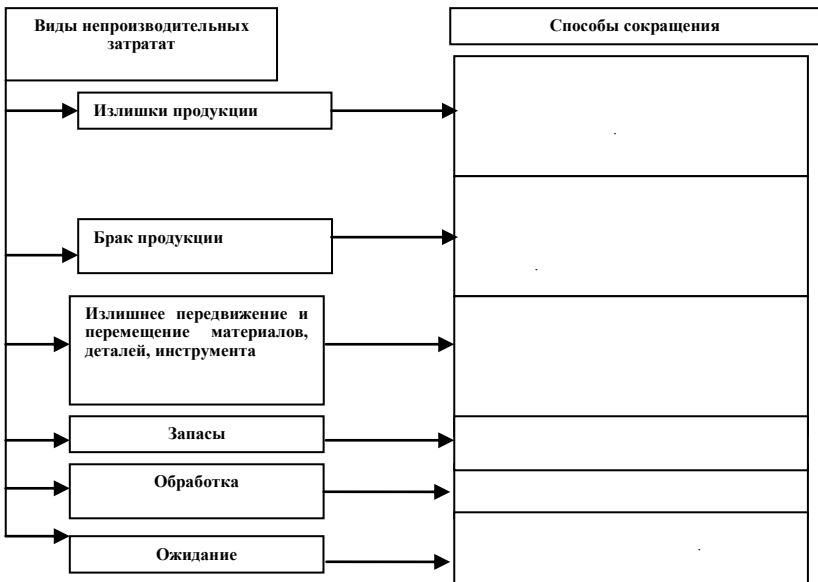 Виды непроизводительных
затратат
Способы сокращения
Излишки продукции
Брак продукции
Излишнее передвижение и
перемещение материалов,
деталей, инструмента
Запасы
Обработка
Ожидание